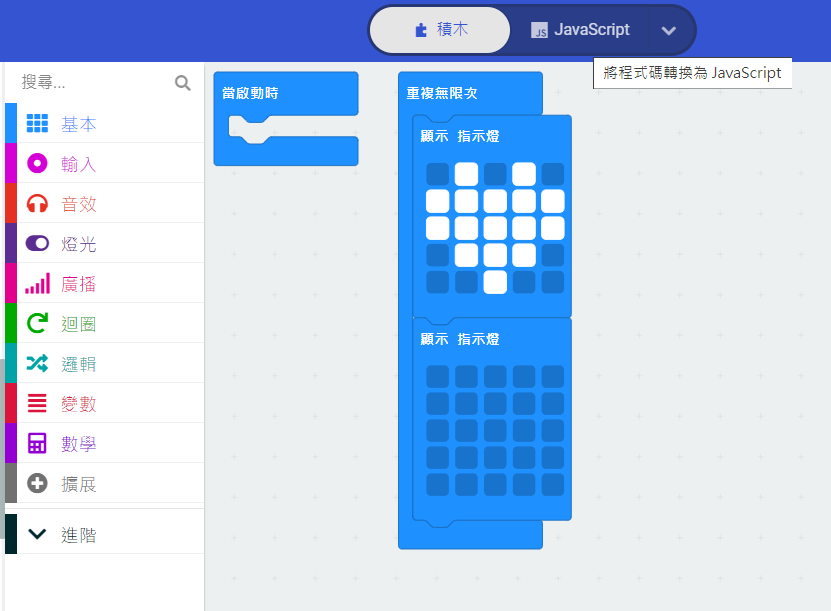 積木
JS JavaScript
將程式碼轉換為 JavaScript
搜尋...
基本
輸入
音效
燈光
廣播
迴圈
邏輯
變數
數學
擴展
進階
當啟動時
重複無限次
顯示 指示燈
顯示 指示燈